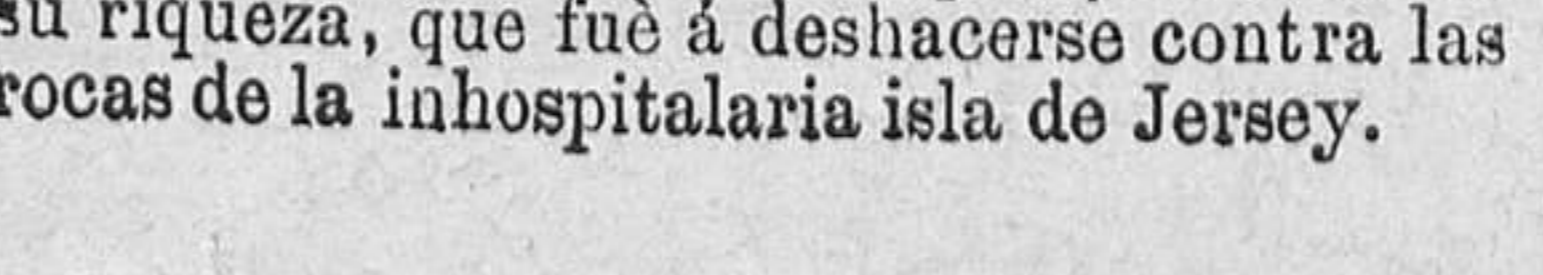 su riqueza, que fuè á deshacerse contra las
rocas de la inhospitalaria isla de Jersey.